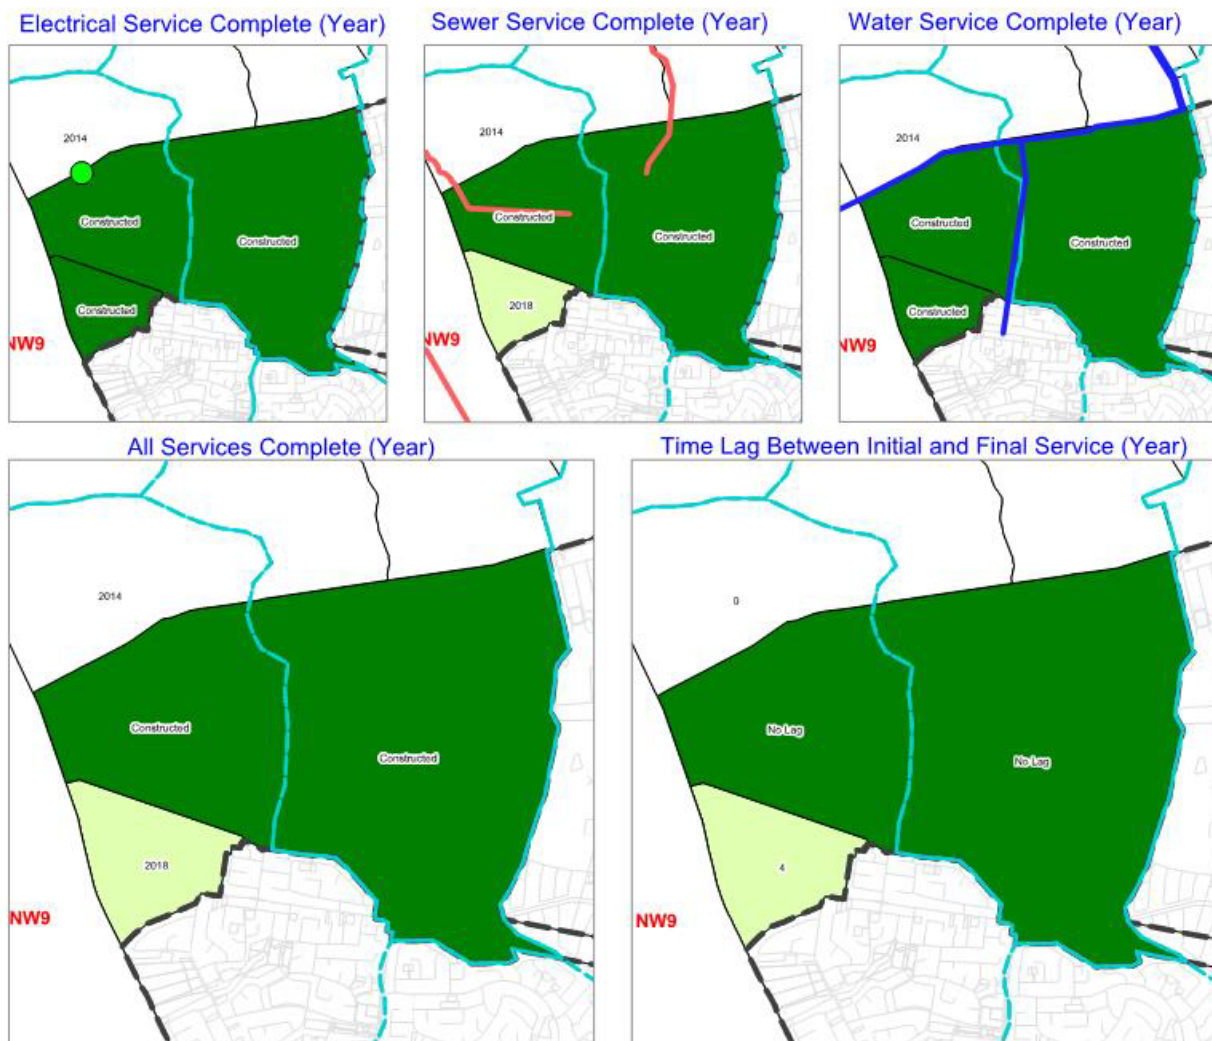 Electrical Service Complete (Year)
Sewer Service Complete (Year)
Water Service Complete (Year)
2014
Constructed
Constructed
Constructed
NW9
2014
Constructed
Constructed
2018
NW9
2014
Constructed
Constructed
Constructed
NW9
All Services Complete (Year)
Time Lag Between Initial and Final Service (Year)
2014
Constructed
Constructed
2018
NW9
0
No Lag
No Lag
4
NW9